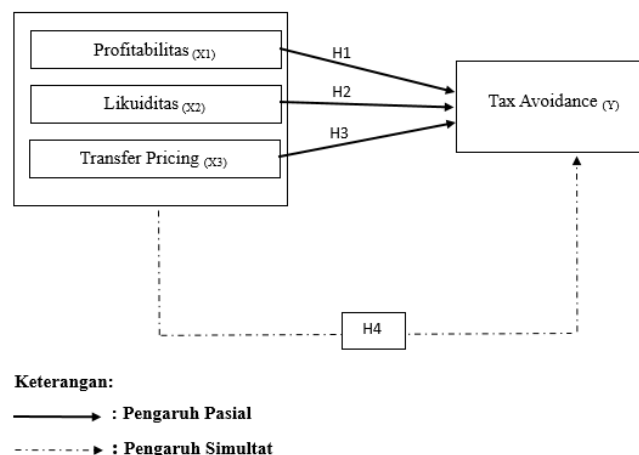 Profitabilitas (X1)
H1
Likuiditas (X2)
H2
Tax Avoidance (Y)
H3
Transfer Pricing (X3)
H4
Keterangan:
: Pengaruh Pasial
: Pengaruh Simultat